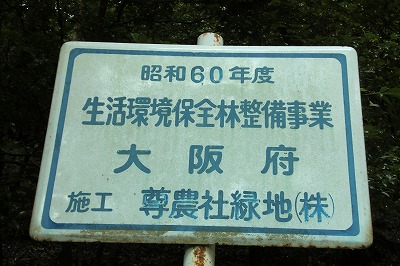 昭和60年度
生活環境保全林整備事業
大阪府
施工 尊農社緑地(株)